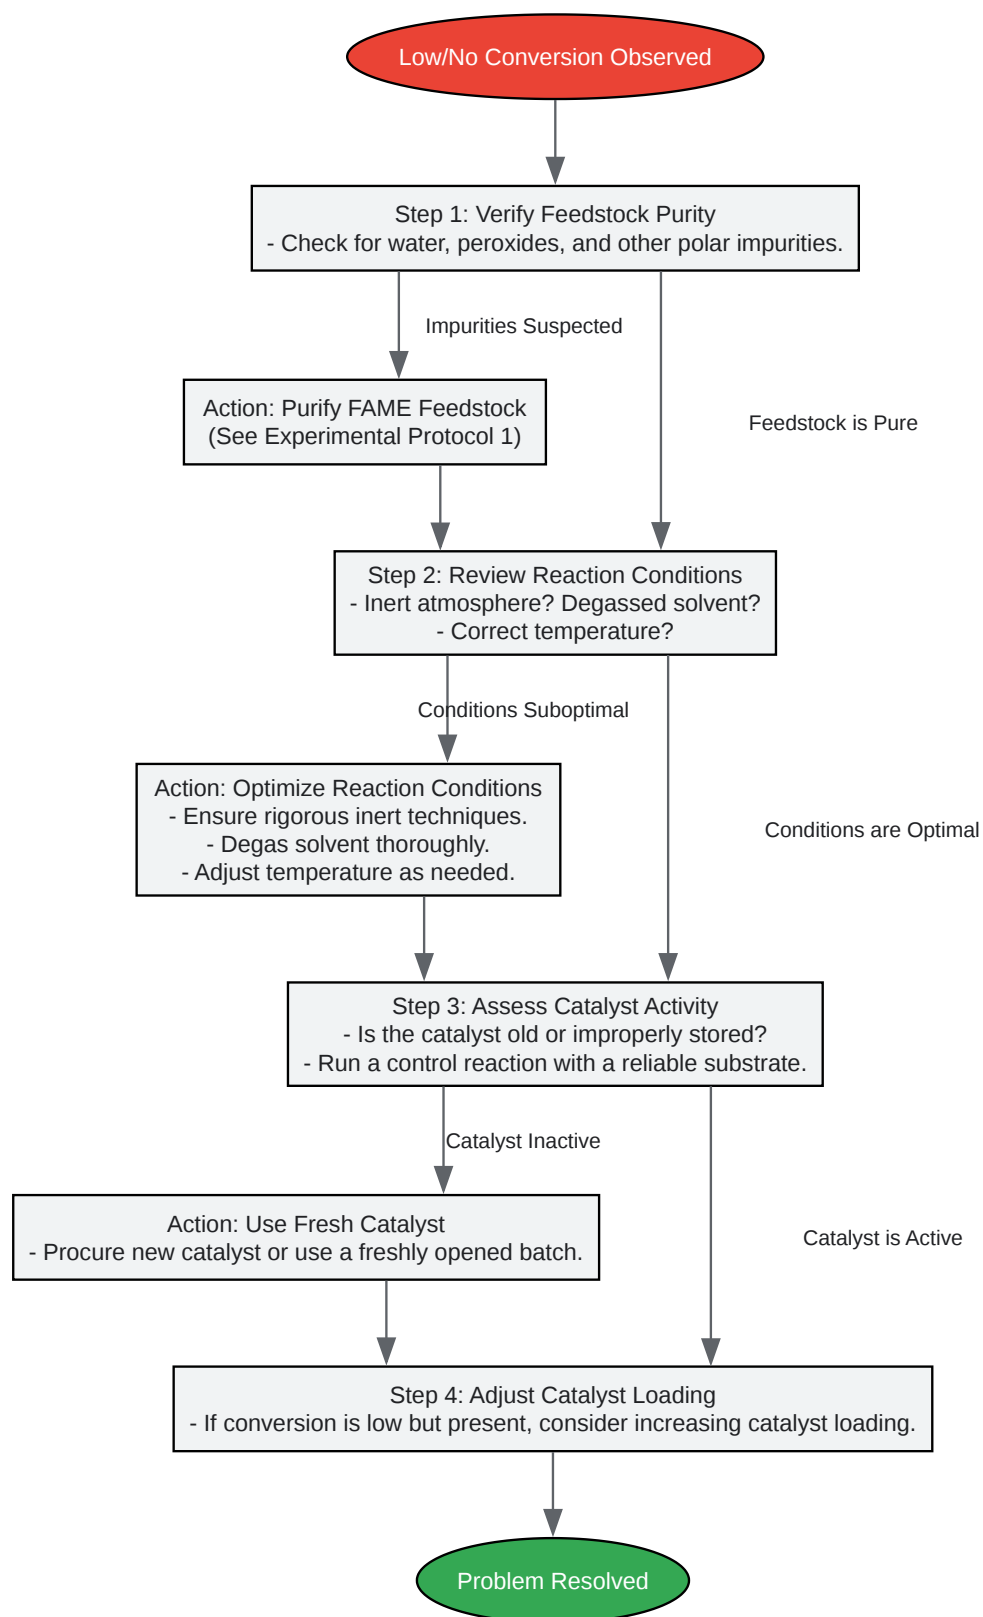 Low/No Conversion Observed
Step 1: Verify Feedstock Purity
- Check for water, peroxides, and other polar impurities.
Impurities Suspected
Action: Purify FAME Feedstock
(See Experimental Protocol 1)
Feedstock is Pure
Step 2: Review Reaction Conditions
- Inert atmosphere? Degassed solvent?
- Correct temperature?
Conditions Suboptimal
Action: Optimize Reaction Conditions
- Ensure rigorous inert techniques.
- Degas solvent thoroughly.
- Adjust temperature as needed.
Conditions are Optimal
Step 3: Assess Catalyst Activity
- Is the catalyst old or improperly stored?
- Run a control reaction with a reliable substrate.
Catalyst Inactive
Action: Use Fresh Catalyst
- Procure new catalyst or use a freshly opened batch.
Catalyst is Active
Step 4: Adjust Catalyst Loading
- If conversion is low but present, consider increasing catalyst loading.
Problem Resolved